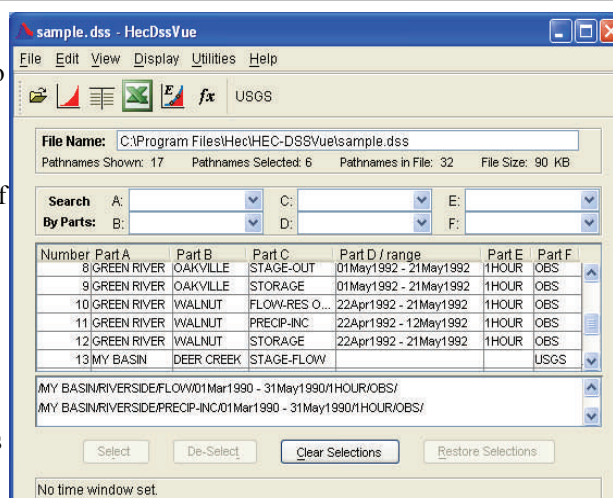 sample.dss - HecDssVue
File Edit View Display Utilities Help
USGS
File Name: C:\Program Files\Hec\HEC-DSSVue\sample.dss
Pathnames Shown: 17 Pathnames Selected: 6 Pathnames in File: 32 File Size: 90 KB
Search A: C: E:
By Parts: B: D: F:
Number Part A Part B Part C Part D / range Part E Part F
8 GREEN RIVER OAKVILLE STAGE-OUT 01May1992 - 21May1992 1HOUR OBS
9 GREEN RIVER OAKVILLE STORAGE 01May1992 - 21May1992 1HOUR OBS
10 GREEN RIVER WALNUT FLOW-RES O... 22Apr1992 - 21May1992 1HOUR OBS
11 GREEN RIVER WALNUT PRECIP-INC 22Apr1992 - 12May1992 1HOUR OBS
12 GREEN RIVER WALNUT STORAGE 22Apr1992 - 21May1992 1HOUR OBS
13 MY BASIN DEER CREEK STAGE-FLOW USGS
/MY BASIN/RIVERSIDE/FLOW/01Mar1990 - 31May1990/1HOUR/OBS/
/MY BASIN/RIVERSIDE/PRECIP-INC/01Mar1990 - 31May1990/1HOUR/OBS/
Select De-Select Clear Selections Restore Selections
No time window set.